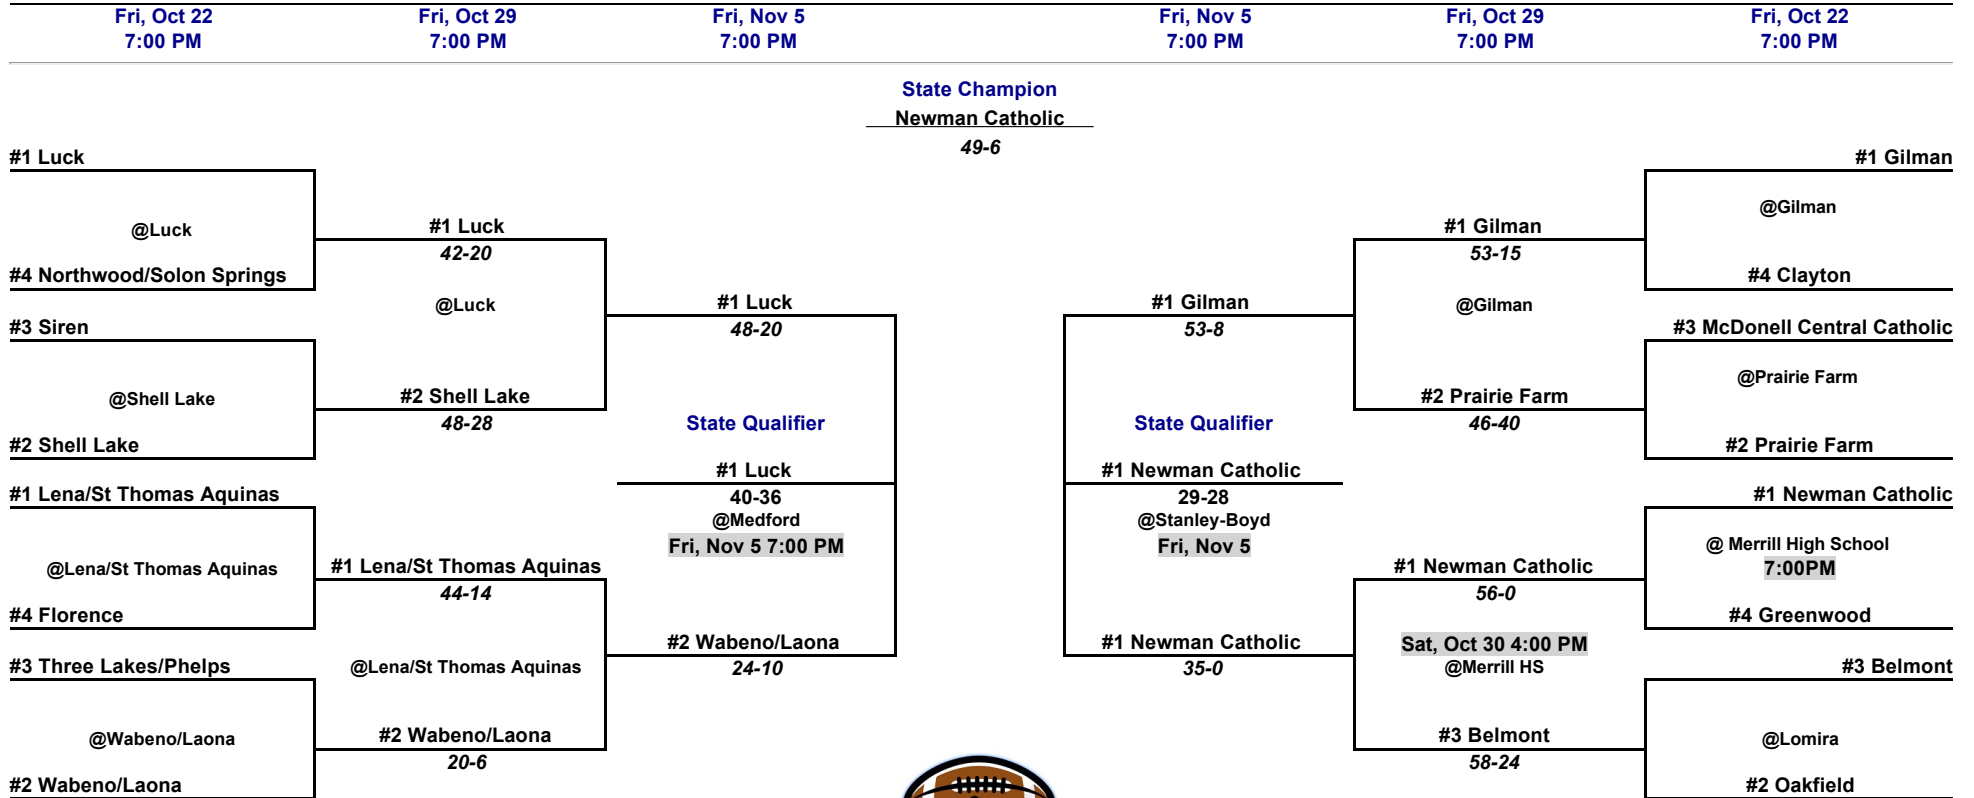 Fri, Oct 22
7:00 PM
Fri, Oct 29
7:00 PM
Fri, Nov 5
7:00 PM
Fri, Nov 5
7:00 PM
Fri, Oct 29
7:00 PM
Fri, Oct 22
7:00 PM
State Champion
Newman Catholic
49-6
#1 Luck
@Luck
#4 Northwood/Solon Springs
#3 Siren
@Shell Lake
#2 Shell Lake
#1 Lena/St Thomas Aquinas
@Lena/St Thomas Aquinas
#4 Florence
#3 Three Lakes/Phelps
@Wabeno/Laona
#2 Wabeno/Laona
#1 Luck
42-20
@Luck
#2 Shell Lake
48-28
#1 Lena/St Thomas Aquinas
44-14
@Lena/St Thomas Aquinas
#2 Wabeno/Laona
20-6
#1 Luck
48-20
State Qualifier
#1 Luck
40-36
@Medford
Fri, Nov 5 7:00 PM
#2 Wabeno/Laona
24-10
#1 Gilman
53-8
State Qualifier
#1 Newman Catholic
29-28
@Stanley-Boyd
Fri, Nov 5
#1 Newman Catholic
35-0
#1 Gilman
53-15
@Gilman
#2 Prairie Farm
46-40
#1 Newman Catholic
56-0
Sat, Oct 30 4:00 PM
@Merrill HS
#3 Belmont
58-24
#1 Gilman
@Gilman
#4 Clayton
#3 McDonell Central Catholic
@Prairie Farm
#2 Prairie Farm
#1 Newman Catholic
@ Merrill High School
7:00PM
#4 Greenwood
#3 Belmont
@Lomira
#2 Oakfield